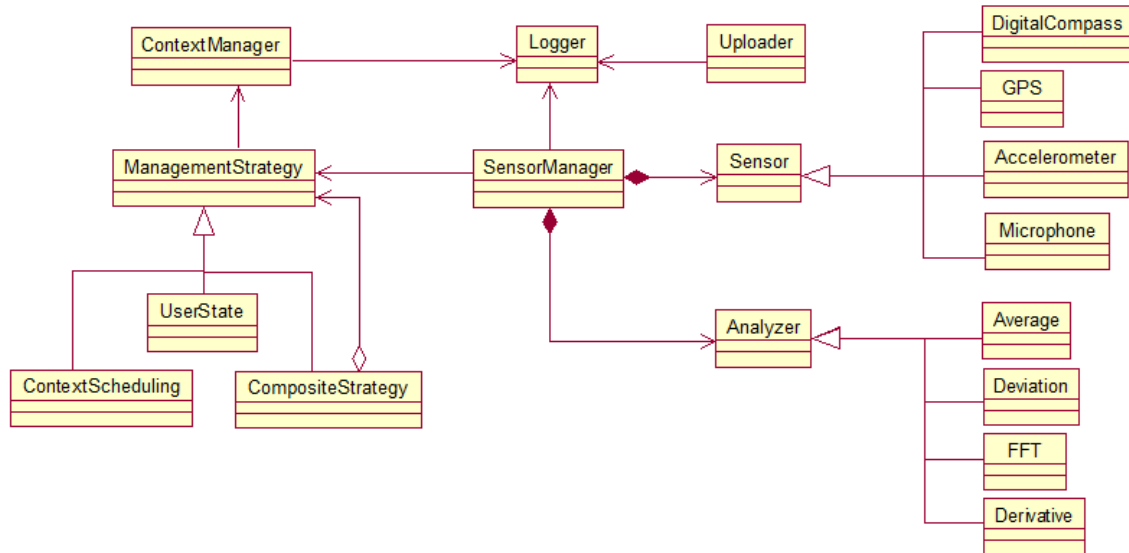 DigitalCompass
ContextManager
Logger
Uploader
GPS
ManagementStrategy
SensorManager
Sensor
Accelerometer
Microphone
UserState
Analyzer
Average
ContextScheduling
CompositeStrategy
Deviation
FFT
Derivative